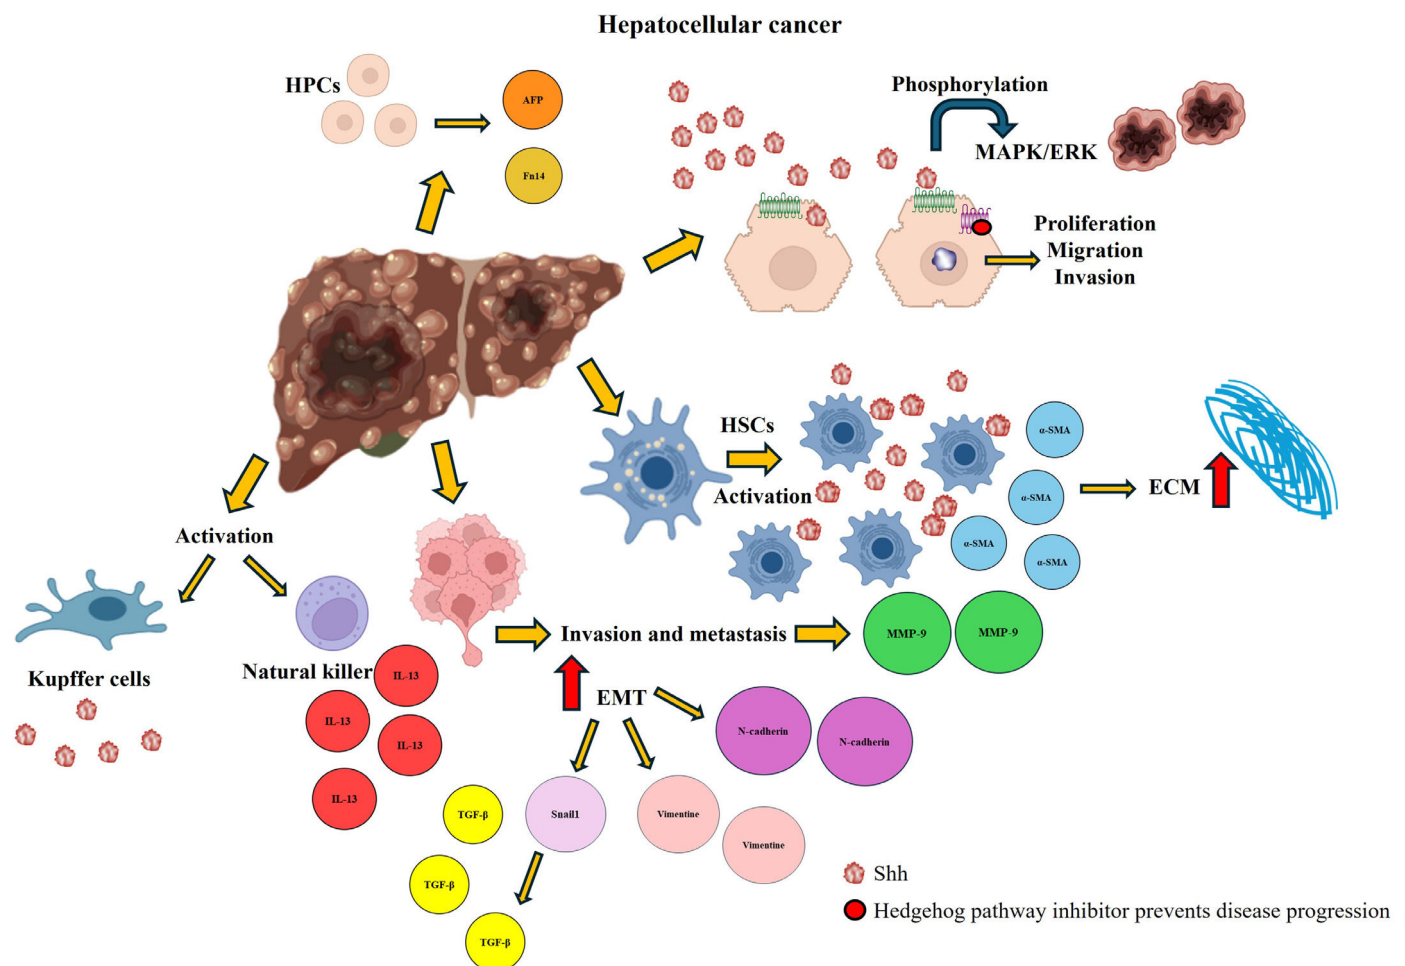 Hepatocellular cancer
HPCs
AFP
Fn14
Phosphorylation
MAPK/ERK
Proliferation
Migration
Invasion
HSCs
Activation
α-SMA
α-SMA
α-SMA
α-SMA
ECM
Activation
Kupffer cells
Natural killer
IL-13
IL-13
IL-13
IL-13
Invasion and metastasis
MMP-9
MMP-9
EMT
N-cadherin
N-cadherin
TGF-β
Snail1
Vimentine
Vimentine
TGF-β
TGF-β
Shh
Hedgehog pathway inhibitor prevents disease progression